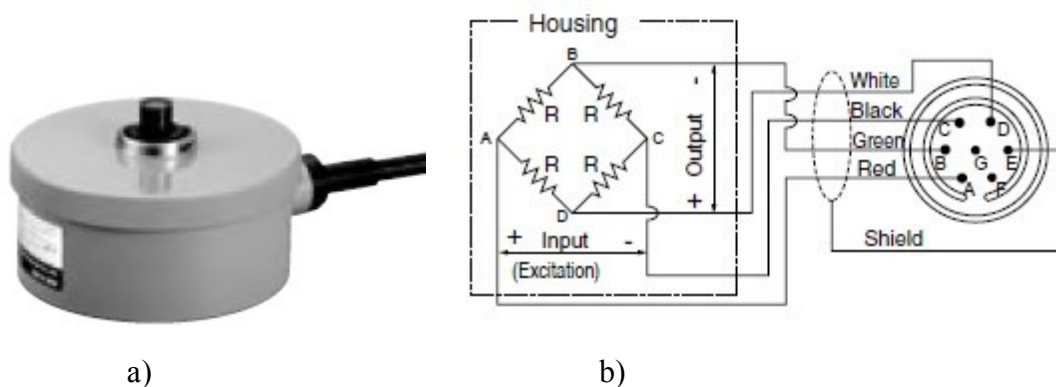 Housing
B
R
R
A
C
R
R
D
+ Input -
(Excitation)
- Output +
White
Black
Green
Red
Shield
C
D
B
G
E
A
F
a)
b)